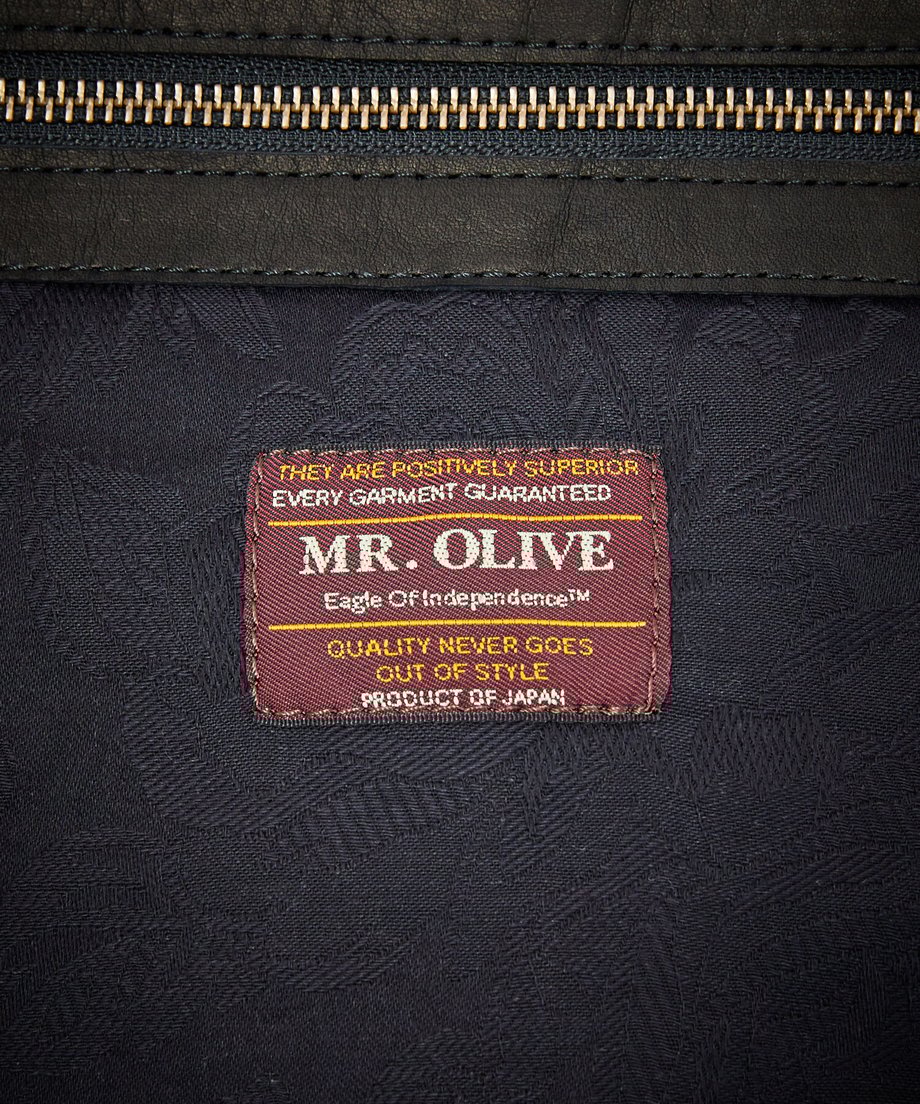 THEY ARE POSITIVELY SUPERIOR
EVERY GARMENT GUARANTEED
MR. OLIVE
Eagle Of Independence™
QUALITY NEVER GOES
OUT OF STYLE
PRODUCT OF JAPAN